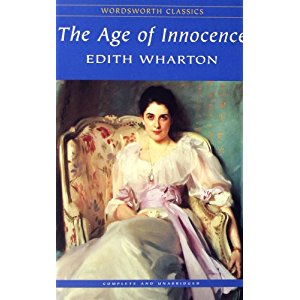 WORDSWORTH CLASSICS
The Age of Innocence
EDITH WHARTON
COMPLETE AND UNABRIDGED